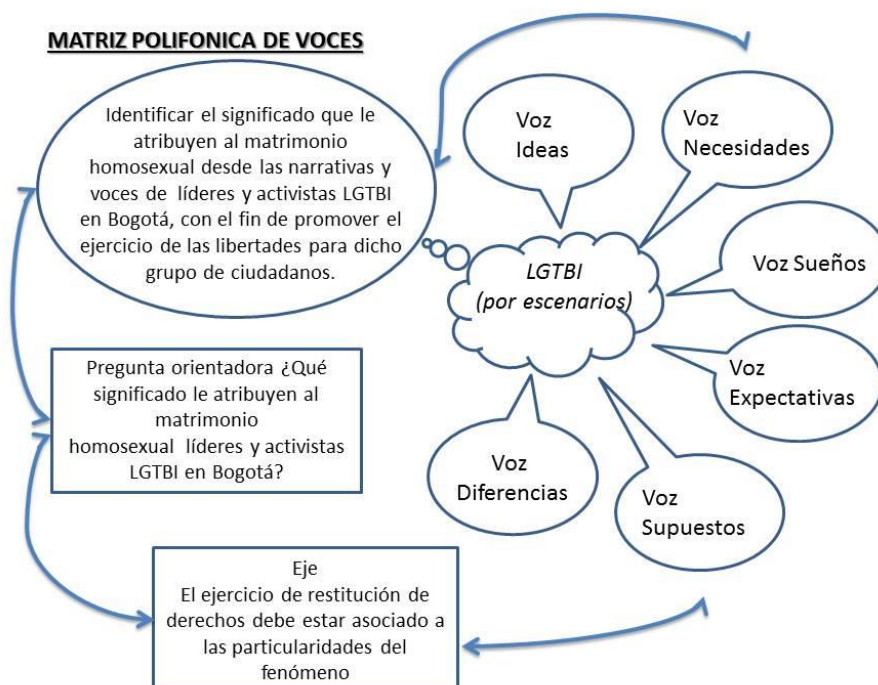 MATRIZ POLIFONICA DE VOCES
Identificar el significado que le
atribuyen al matrimonio
homosexual desde las narrativas y
voces de líderes y activistas LGTBI
en Bogotá, con el fin de promover el
ejercicio de las libertades para dicho
grupo de ciudadanos.
Voz
Ideas
Voz
Necesidades
LGTBI
(por escenarios)
Voz Sueños
Voz
Expectativas
Voz
Supuestos
Voz
Diferencias
Pregunta orientadora ¿Qué
significado le atribuyen al
matrimonio
homosexual líderes y activistas
LGTBI en Bogotá?
Eje
El ejercicio de restitución de
derechos debe estar asociado a
las particularidades del
fenómeno